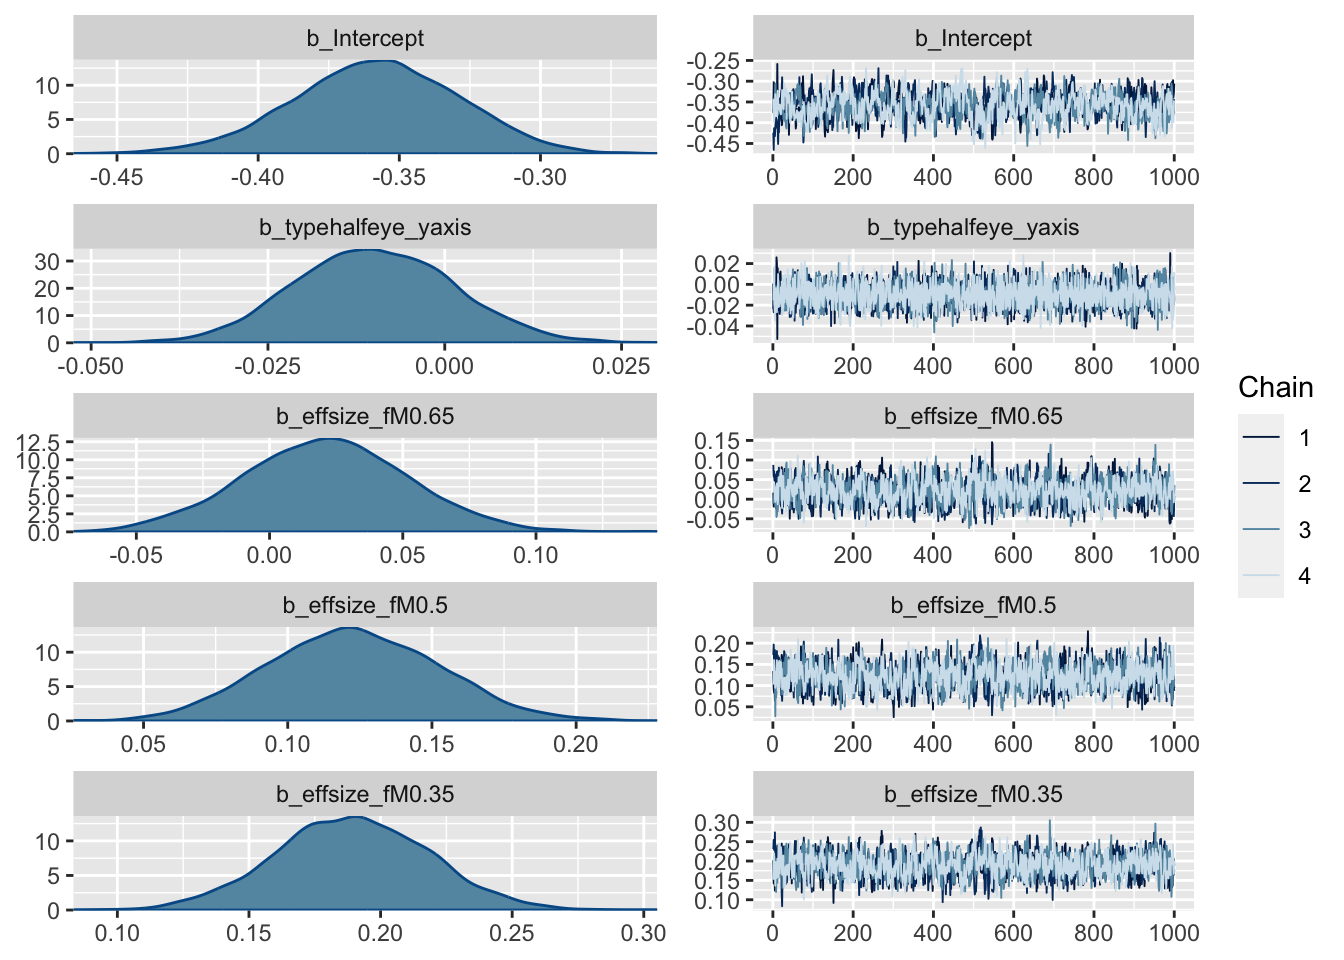 b_Intercept
10
5
0
-0.45 -0.40 -0.35 -0.30
b_Intercept
-0.25
-0.30
-0.35
-0.40
-0.45
0 200 400 600 800 1000
b_typehalfeye_yaxis
30
20
10
0
-0.050 -0.025 0.000 0.025
b_typehalfeye_yaxis
0.02
0.00
-0.02
-0.04
0 200 400 600 800 1000
b_effsize_fM0.65
12.5
10.0
7.5
5.0
2.5
0.0
-0.05 0.00 0.05 0.10
b_effsize_fM0.65
0.15
0.10
0.05
0.00
-0.05
0 200 400 600 800 1000
b_effsize_fM0.5
10
5
0
0.05 0.10 0.15 0.20
b_effsize_fM0.5
0.20
0.15
0.10
0.05
0 200 400 600 800 1000
b_effsize_fM0.35
10
5
0
0.10 0.15 0.20 0.25 0.30
b_effsize_fM0.35
0.30
0.25
0.20
0.15
0.10
0 200 400 600 800 1000
Chain
1
2
3
4